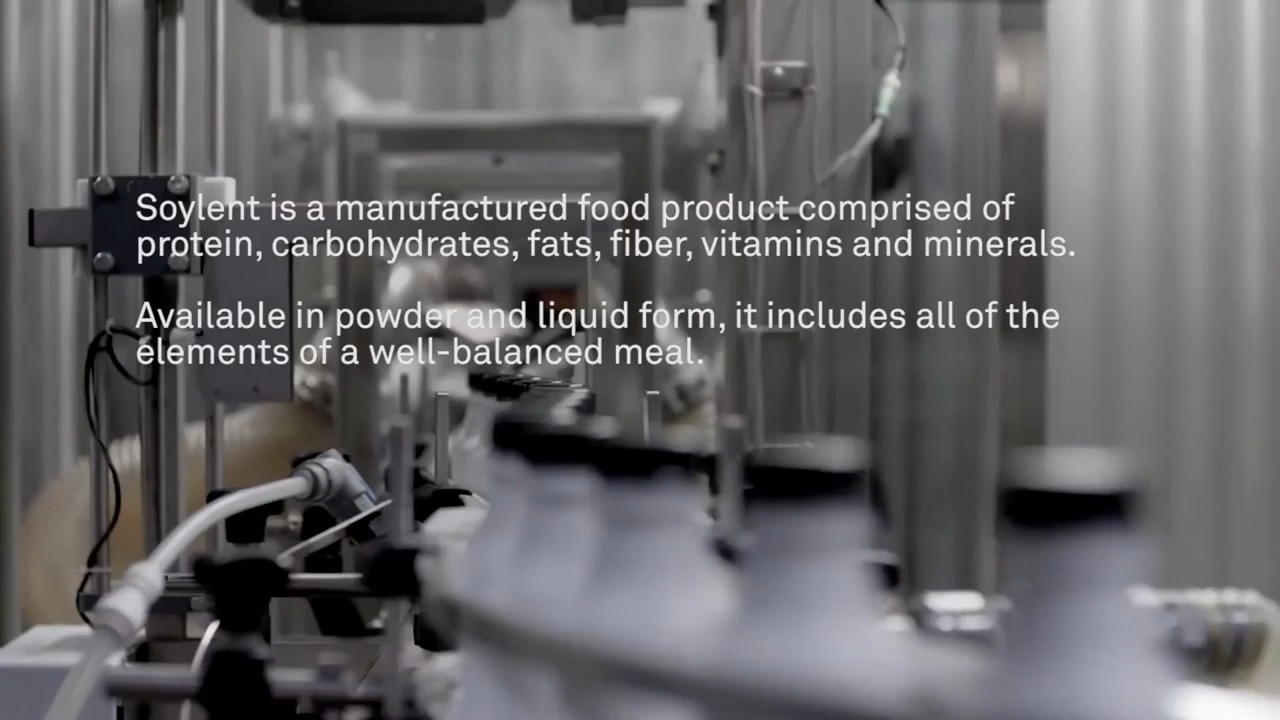 Soylent is a manufactured food product comprised of
protein, carbohydrates, fats, fiber, vitamins and minerals.
Available in powder and liquid form, it includes all of the
elements of a well-balanced meal.